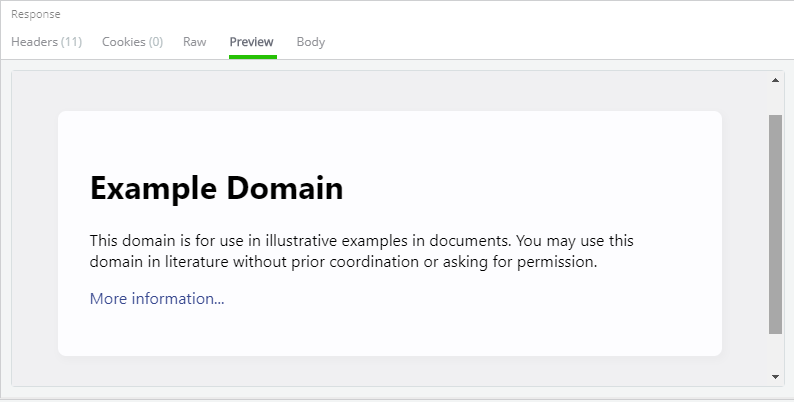 Response
Headers (11) Cookies (0) Raw Preview Body
Example Domain
This domain is for use in illustrative examples in documents. You may use this
domain in literature without prior coordination or asking for permission.
More information...